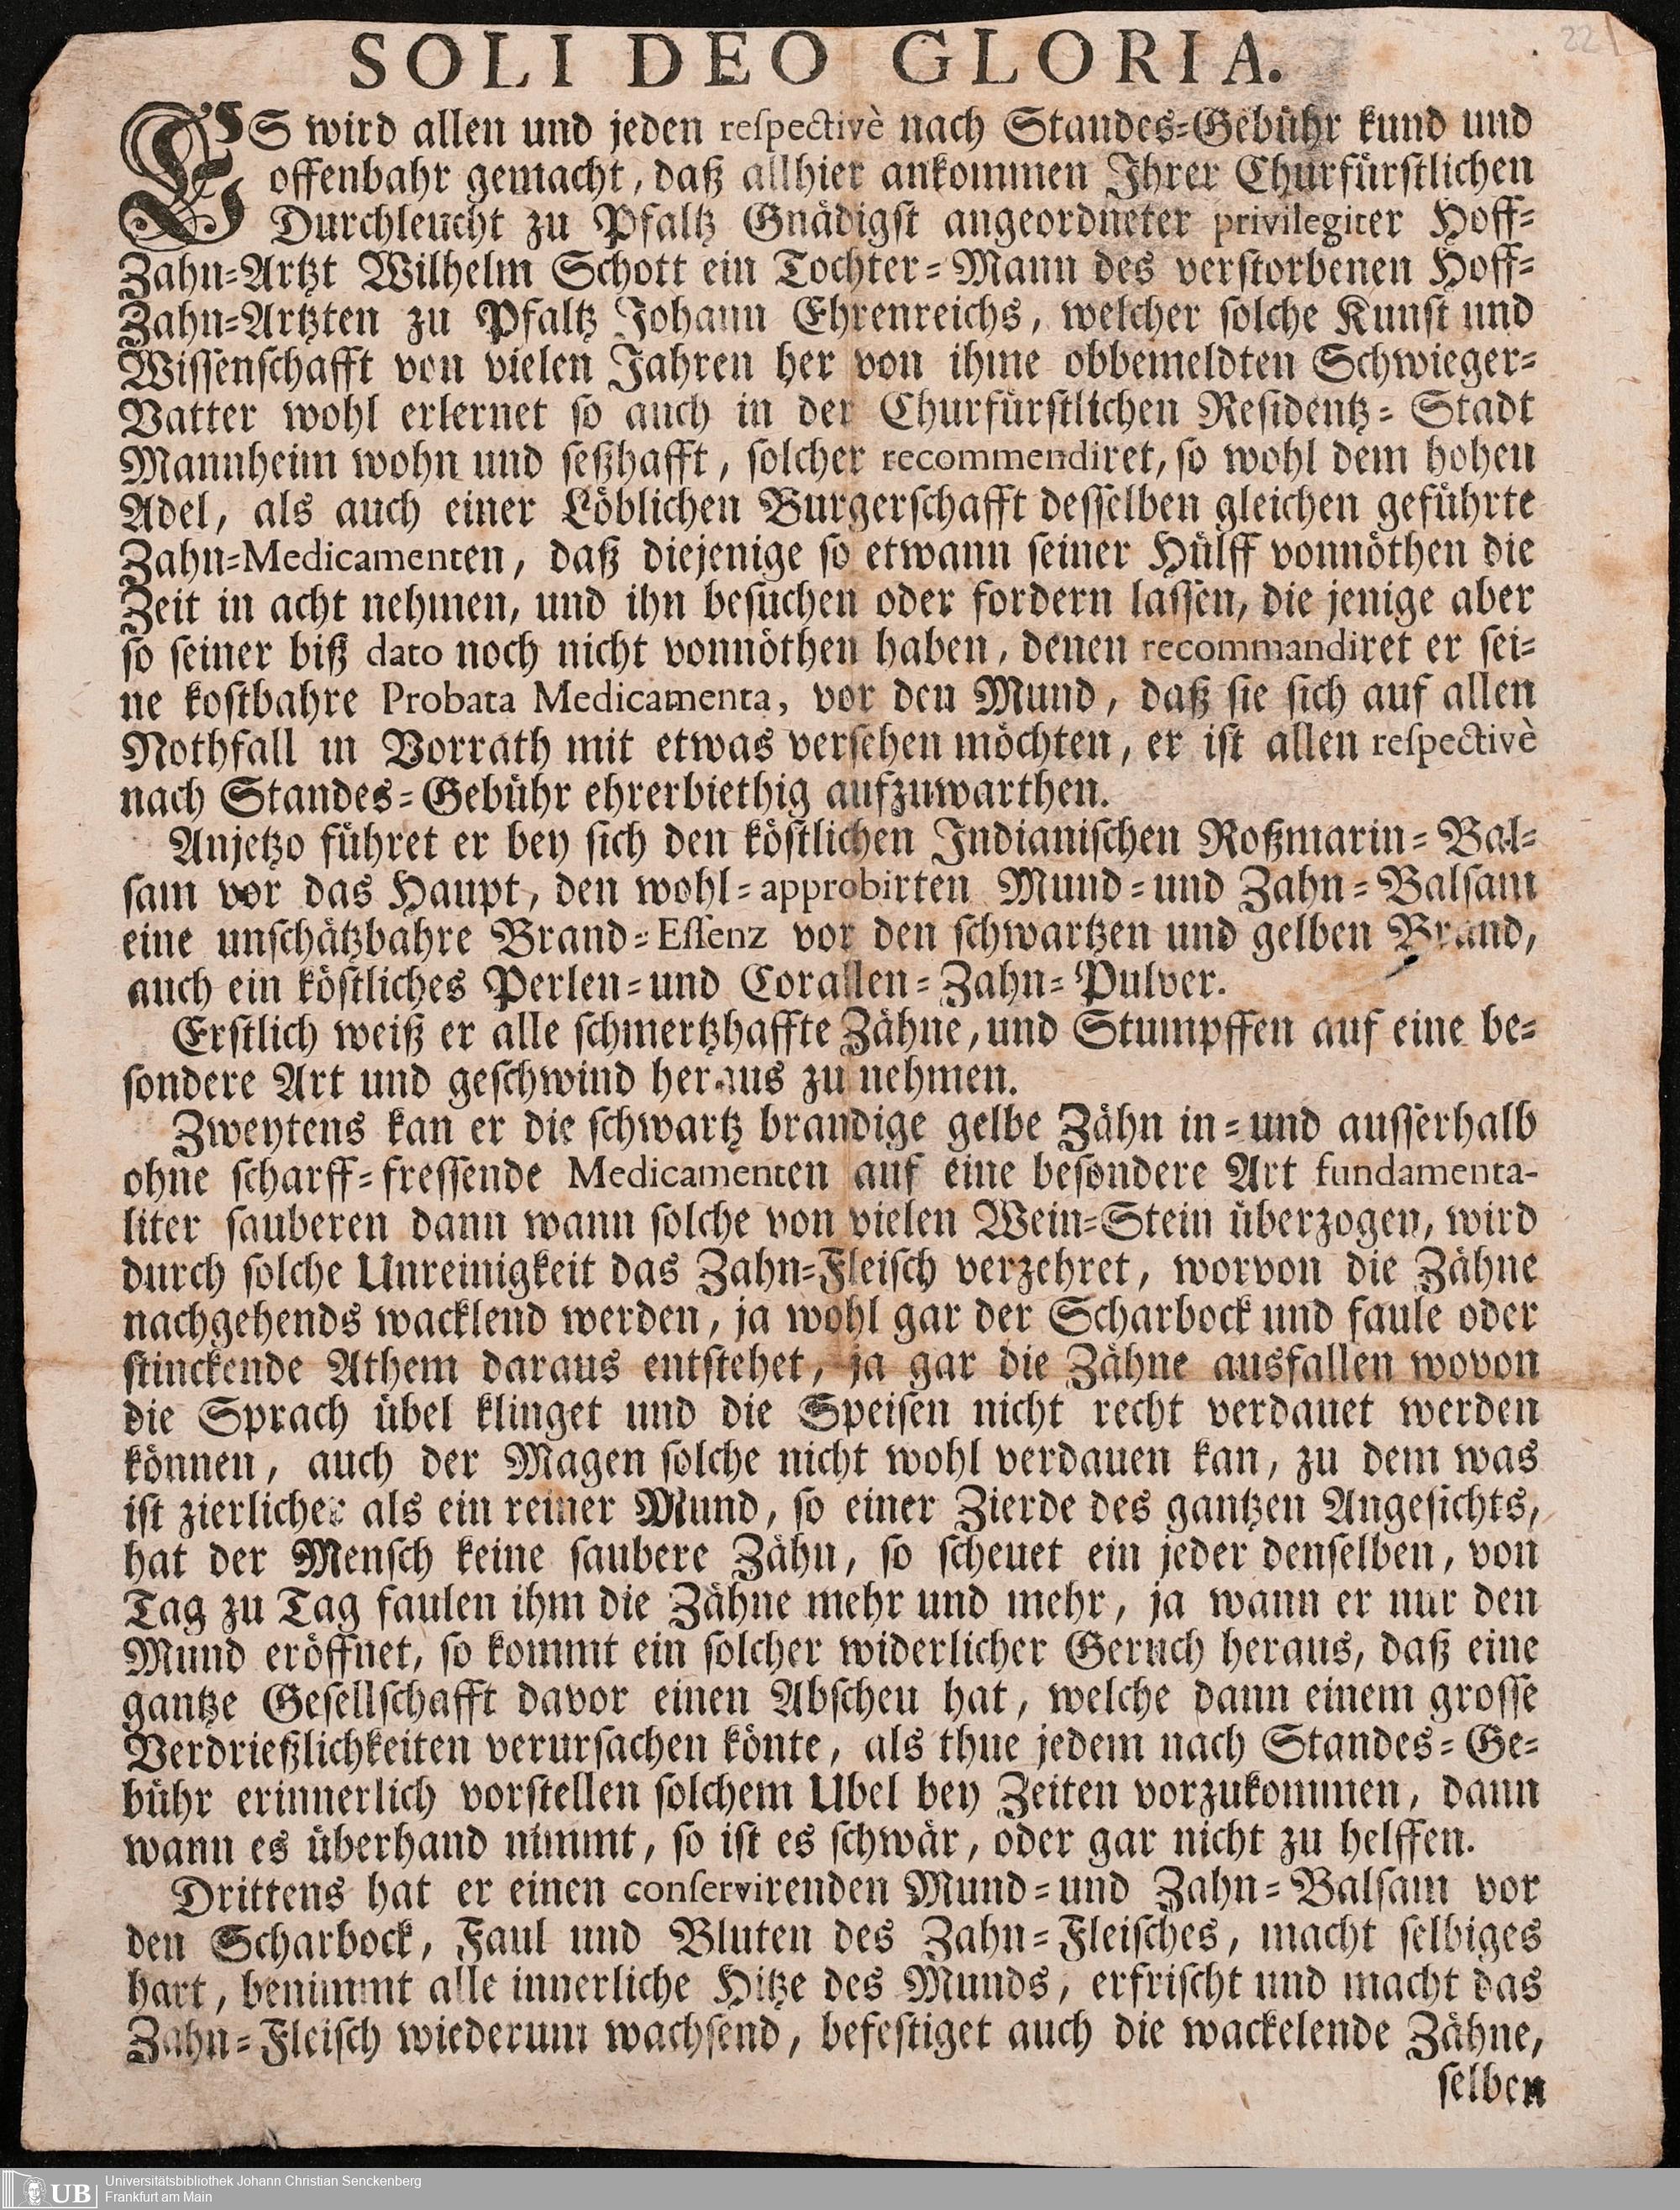 22
SOLI DEO GLORIA.
ES wird allen und jeden reſpectivè nach Standes=Gebühr kund und
offenbahr gemacht, daß allhier ankommen Ihrer Churfürſtlichen
Durchleucht zu Pfaltz Gnädigſt angeordneter privilegirer Hoff=
Zahn=Artzt Wilhelm Schott ein Tochter=Mann des verſtorbenen Hoff=
Zahn=Artzten zu Pfaltz Johann Ehrenreichs, welcher ſolche Kunſt und
Wiſſenſchafft von vielen Jahren her von ihme obbemeldten Schwieger=
Vatter wohl erlernet ſo auch in der Churfürſtlichen Reſidentz=Stadt
Mannheim wohn und ſeßhafft, ſolcher recommendiret, ſo wohl dem hohen
Adel, als auch einer Löblichen Burgerſchafft deſſelben gleichen geführte
Zahn=Medicamenten, daß diejenige ſo etwann ſeiner Hülff vonnöthen die
Zeit in acht nehmen, und ihn beſuchen oder fordern laſſen, die jenige aber
ſo ſeiner biß dato noch nicht vonnöthen haben, denen recommandiret er ſei=
ne koſtbahre Probata Medicamenta, vor den Mund, daß ſie ſich auf allen
Nothfall in Vorrath mit etwas verſehen möchten, er iſt allen reſpectivè
nach Standes=Gebühr ehrerbiethig aufzuwarthen.
Anjetzo führet er bey ſich den köſtlichen Indianiſchen Roßmarin=Bal=
ſam vor das Haupt, den wohl=approbirten Mund=und Zahn=Balſam
eine unſchätzbahre Brand=Eſſenz vor den ſchwartzen und gelben Brand,
auch ein köſtliches Perlen=und Corallen=Zahn=Pulver.
Erſtlich weiß er alle ſchmertzhaffte Zähne, und Stumpffen auf eine be=
ſondere Art und geſchwind heraus zu nehmen.
Zweytens kan er die ſchwartz brandige gelbe Zähn in=und auſſerhalb
ohne ſcharff=freſſende Medicamenten auf eine beſondere Art fundamenta-
liter ſauberen dann wann ſolche von vielen Wein=Stein überzogen, wird
durch ſolche Unreinigkeit das Zahn=Fleiſch verzehret, worvon die Zähne
nachgehends wacklend werden, ja wohl gar der Scharbock und faule oder
ſtinckende Athem daraus entſtehet, ja gar die Zähne ausfallen wovon
die Sprach übel klinget und die Speiſen nicht recht verdauet werden
können, auch der Magen ſolche nicht wohl verdauen kan, zu dem was
iſt zierlicher als ein reiner Mund, ſo einer Zierde des gantzen Angeſichts,
hat der Menſch keine ſaubere Zähn, ſo ſcheuet ein jeder denſelben, von
Tag zu Tag faulen ihm die Zähne mehr und mehr, ja wann er nur den
Mund eröffnet, ſo kommt ein ſolcher widerlicher Geruch heraus, daß eine
gantze Geſellſchafft davor einen Abſcheu hat, welche dann einem groſſe
Verdrießlichkeiten verurſachen könte, als thue jedem nach Standes=Ge=
bühr erinnerlich vorſtellen ſolchem Ubel bey Zeiten vorzukommen, dann
wann es überhand nimmt, ſo iſt es ſchwär, oder gar nicht zu helffen.
Drittens hat er einen conſervirenden Mund=und Zahn=Balſam vor
den Scharbock, Faul und Bluten des Zahn=Fleiſches, macht ſelbiges
hart, benimmt alle innerliche Hitze des Munds, erfriſcht und macht das
Zahn=Fleiſch wiederum wachſend, befeſtiget auch die wackelende Zähne,
ſelben
UB
Universitätsbibliothek Johann Christian Senckenberg
Frankfurt am Main